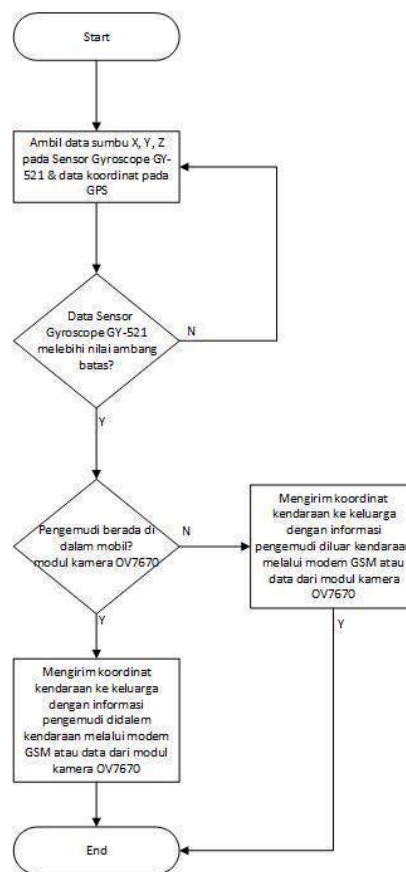 Start
Ambil data sumbu X, Y, Z
pada Sensor Gyroscope GY-
521 & data koordinat pada
GPS
Data Sensor
Gyroscope GY-521
melebihi nilai ambang
batas?
N
Y
Pengemudi berada di
dalam mobil?
modul kamera OV7670
N
Mengirim koordinat
kendaraan ke keluarga
dengan informasi
pengemudi diluar kendaraan
melalui modem GSM atau
data dari modul kamera
OV7670
Y
Y
Mengirim koordinat
kendaraan ke keluarga
dengan informasi
pengemudi didalem
kendaraan melalui modem
GSM atau data dari modul
kamera OV7670
End